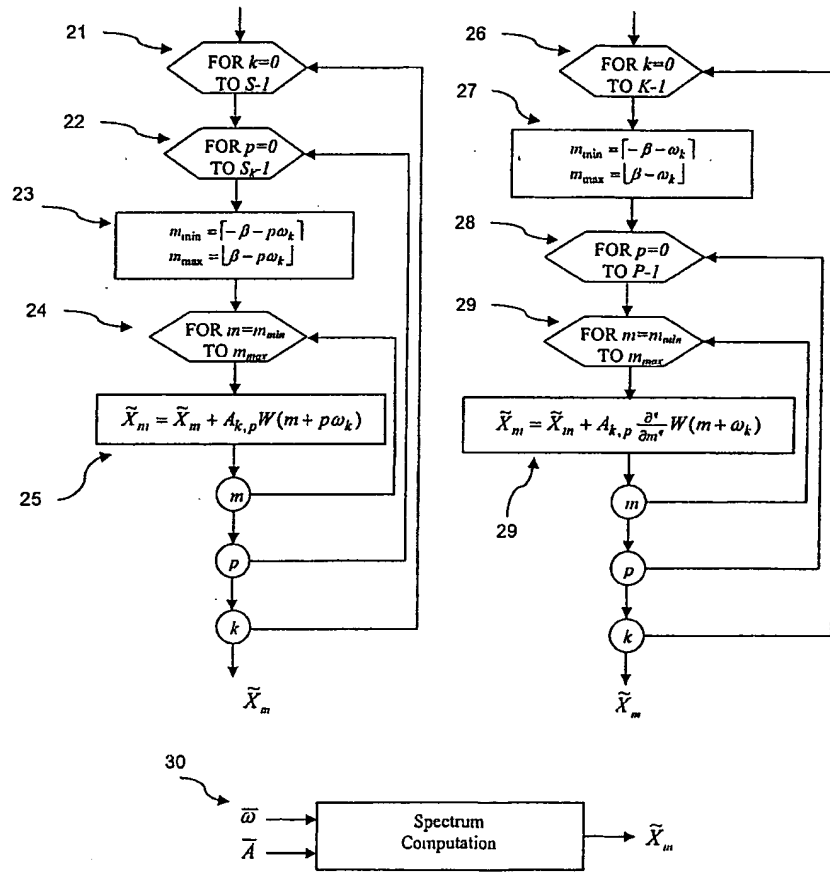 21
FOR k=0
TO S-1
22
FOR p=0
TO S_k-1
23
m_min = ⌈-β-pω_k⌉
m_max = ⌊β-pω_k⌋
24
FOR m=m_min
TO m_max
X̃_m = X̃_m + A_{k,p} W(m+pω_k)
25
m
p
k
X̃_m
26
FOR k=0
TO K-1
27
m_min = ⌈-β-ω_k⌉
m_max = ⌊β-ω_k⌋
28
FOR p=0
TO P-1
29
FOR m=m_min
TO m_max
X̃_m = X̃_m + A_{k,p} ∂^q/∂m^q W(m+ω_k)
29
m
p
k
X̃_m
30
ω̄
Ā
Spectrum
Computation
X̃_m